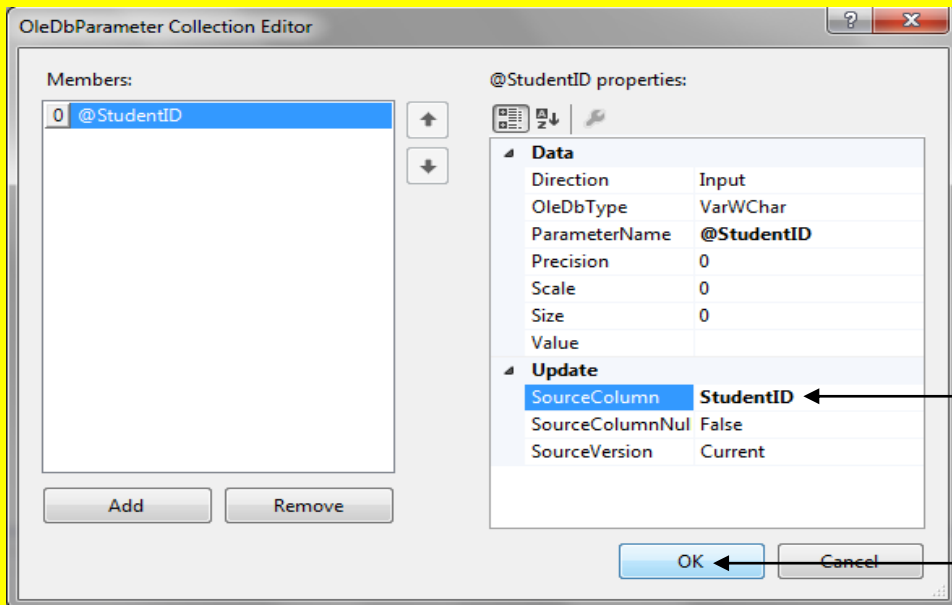 OleDbParameter Collection Editor
Members:
0 @StudentID
Add Remove
@StudentID properties:
Data
Direction Input
OleDbType VarWChar
ParameterName @StudentID
Precision 0
Scale 0
Size 0
Value
Update
SourceColumn StudentID
SourceColumnNul False
SourceVersion Current
OK Cancel